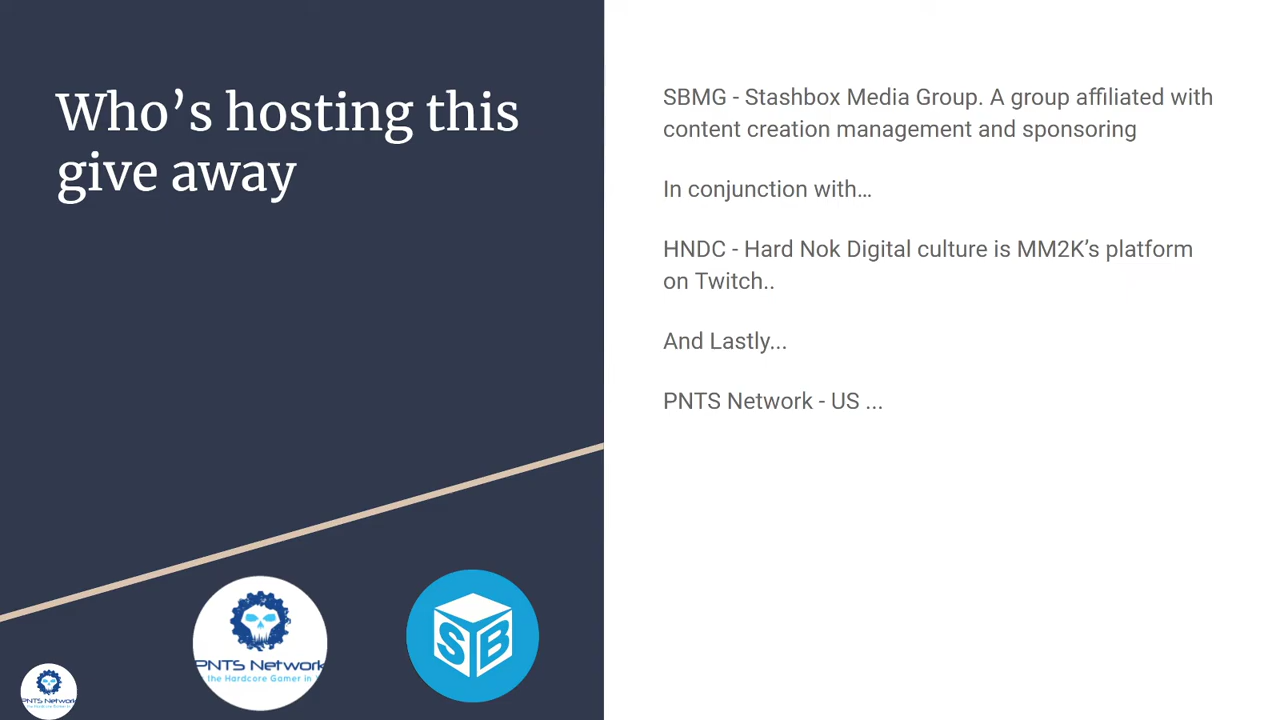 Who’s hosting this
give away
SBMG - Stashbox Media Group. A group affiliated with
content creation management and sponsoring
In conjunction with…
HNDC - Hard Nok Digital culture is MM2K’s platform
on Twitch..
And Lastly...
PNTS Network - US ...
PNTS Network
the Hardcore Gamer in
SB
PNTS Network